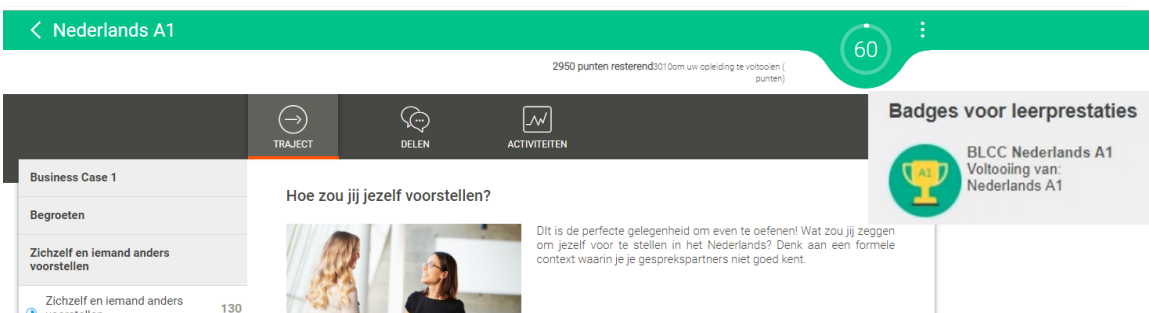 Nederlands A1
60
2950 punten resterend3010om uw opleiding te voltooien (
punten)
TRAJECT
DELEN
ACTIVITEITEN
Badges voor leerprestaties
A1
BLCC Nederlands A1
Voltooiing van:
Nederlands A1
Business Case 1
Begroeten
Zichzelf en iemand anders
voorstellen
Zichzelf en iemand anders
voorstellen
130
Hoe zou jij jezelf voorstellen?
DIt is de perfecte gelegenheid om even te oefenen! Wat zou jij zeggen
om jezelf voor te stellen in het Nederlands? Denk aan een formele
context waarin je je gesprekspartners niet goed kent.